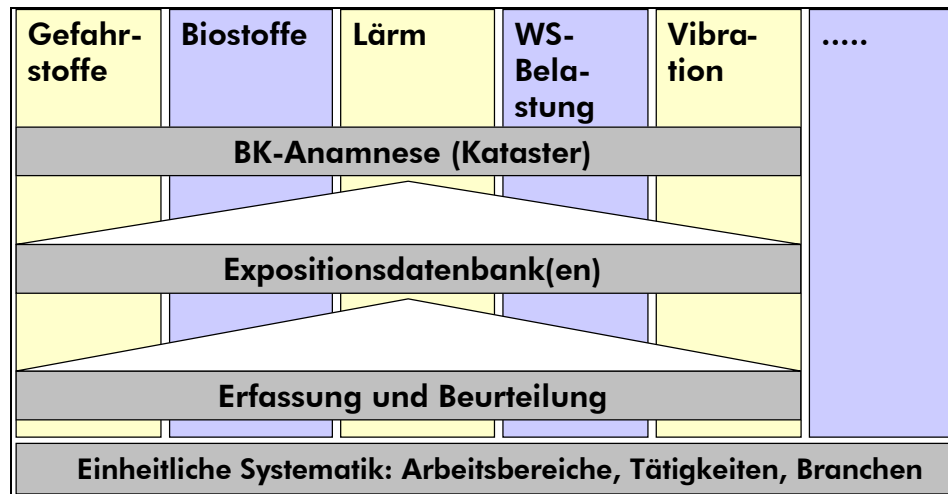 Gefahr-
stoffe
Biostoffe
Lärm
WS-
Bela-
stung
Vibra-
tion
.....
BK-Anamnese (Kataster)
Expositionsdatenbank(en)
Erfassung und Beurteilung
Einheitliche Systematik: Arbeitsbereiche, Tätigkeiten, Branchen